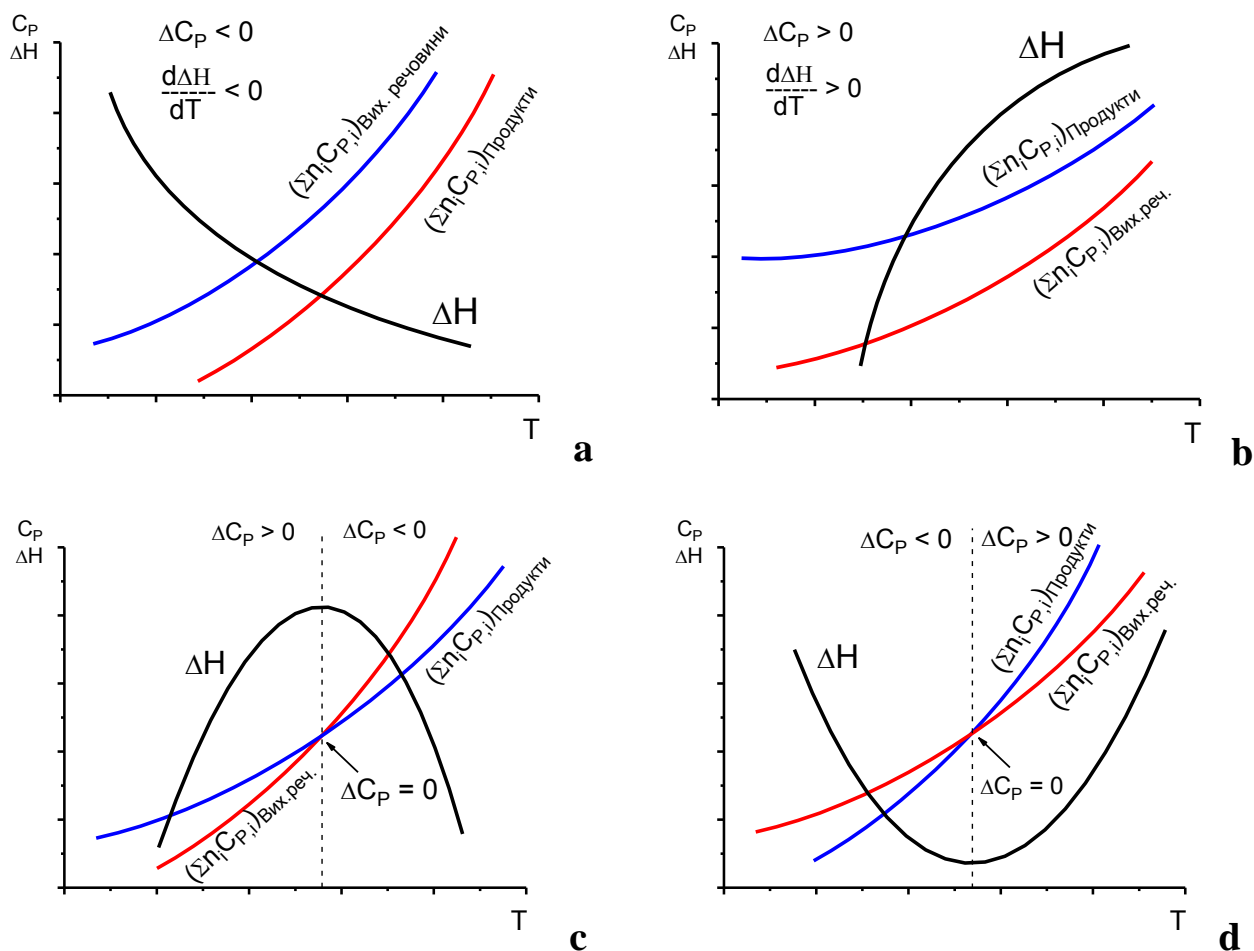 C_P
ΔH
ΔC_P < 0
dΔH
------ < 0
dT
(Σn_iC_P,i)Вих. речовини
(Σn_iC_P,i)Продукти
ΔH
T
a
C_P
ΔH
ΔC_P > 0
dΔH
------ > 0
dT
ΔH
(Σn_iC_P,i)Продукти
(Σn_iC_P,i)Вих.реч.
T
b
C_P
ΔH
ΔC_P > 0
ΔC_P < 0
ΔH
(Σn_iC_P,i)Продукти
(Σn_iC_P,i)Вих.реч.
ΔC_P = 0
T
c
C_P
ΔH
ΔC_P < 0
ΔC_P > 0
ΔH
(Σn_iC_P,i)Продукти
(Σn_iC_P,i)Вих.реч.
ΔC_P = 0
T
d